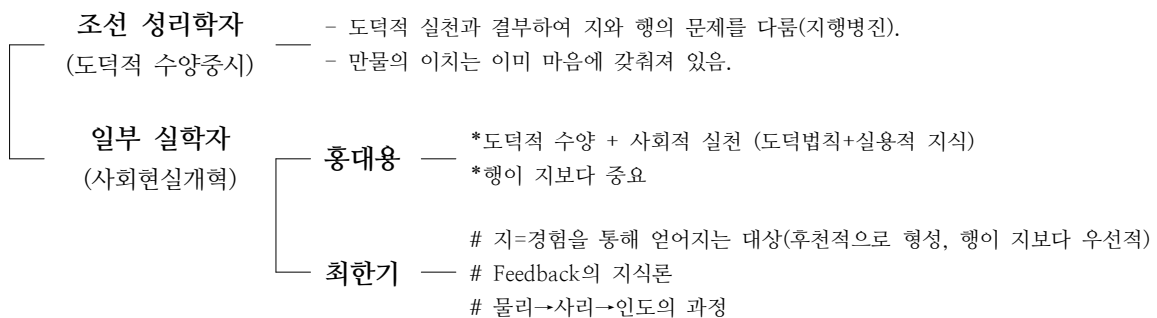 조선 성리학자
(도덕적 수양중시)
- 도덕적 실천과 결부하여 지와 행의 문제를 다룸(지행병진).
- 만물의 이치는 이미 마음에 갖춰져 있음.
일부 실학자
(사회현실개혁)
홍대용
*도덕적 수양 + 사회적 실천 (도덕법칙+실용적 지식)
*행이 지보다 중요
최한기
# 지=경험을 통해 얻어지는 대상(후천적으로 형성, 행이 지보다 우선적)
# Feedback의 지식론
# 물리→사리→인도의 과정